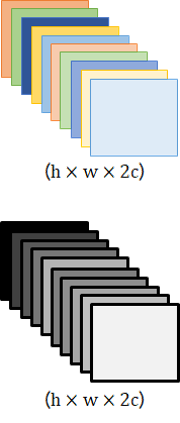 (h × w × 2c)
(h × w × 2c)